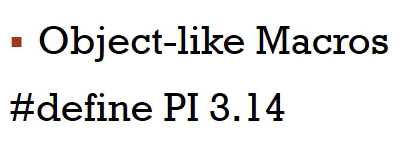 ▪ Object-like Macros
#define PI 3.14